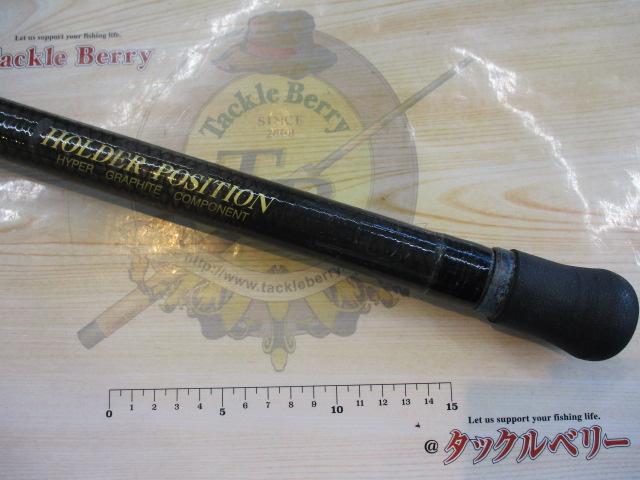 Let us support your fishing life.
Tackle Berry
Tackle Berry
SINCE
HOLDER POSITION
HYPER GRAPHITE COMPONENT
http://www.tackleberry
0 1 2 3 4 5 6 7 8 9 10 11 12 13 14 15
Let us support your fishing life.
@タックルベリー